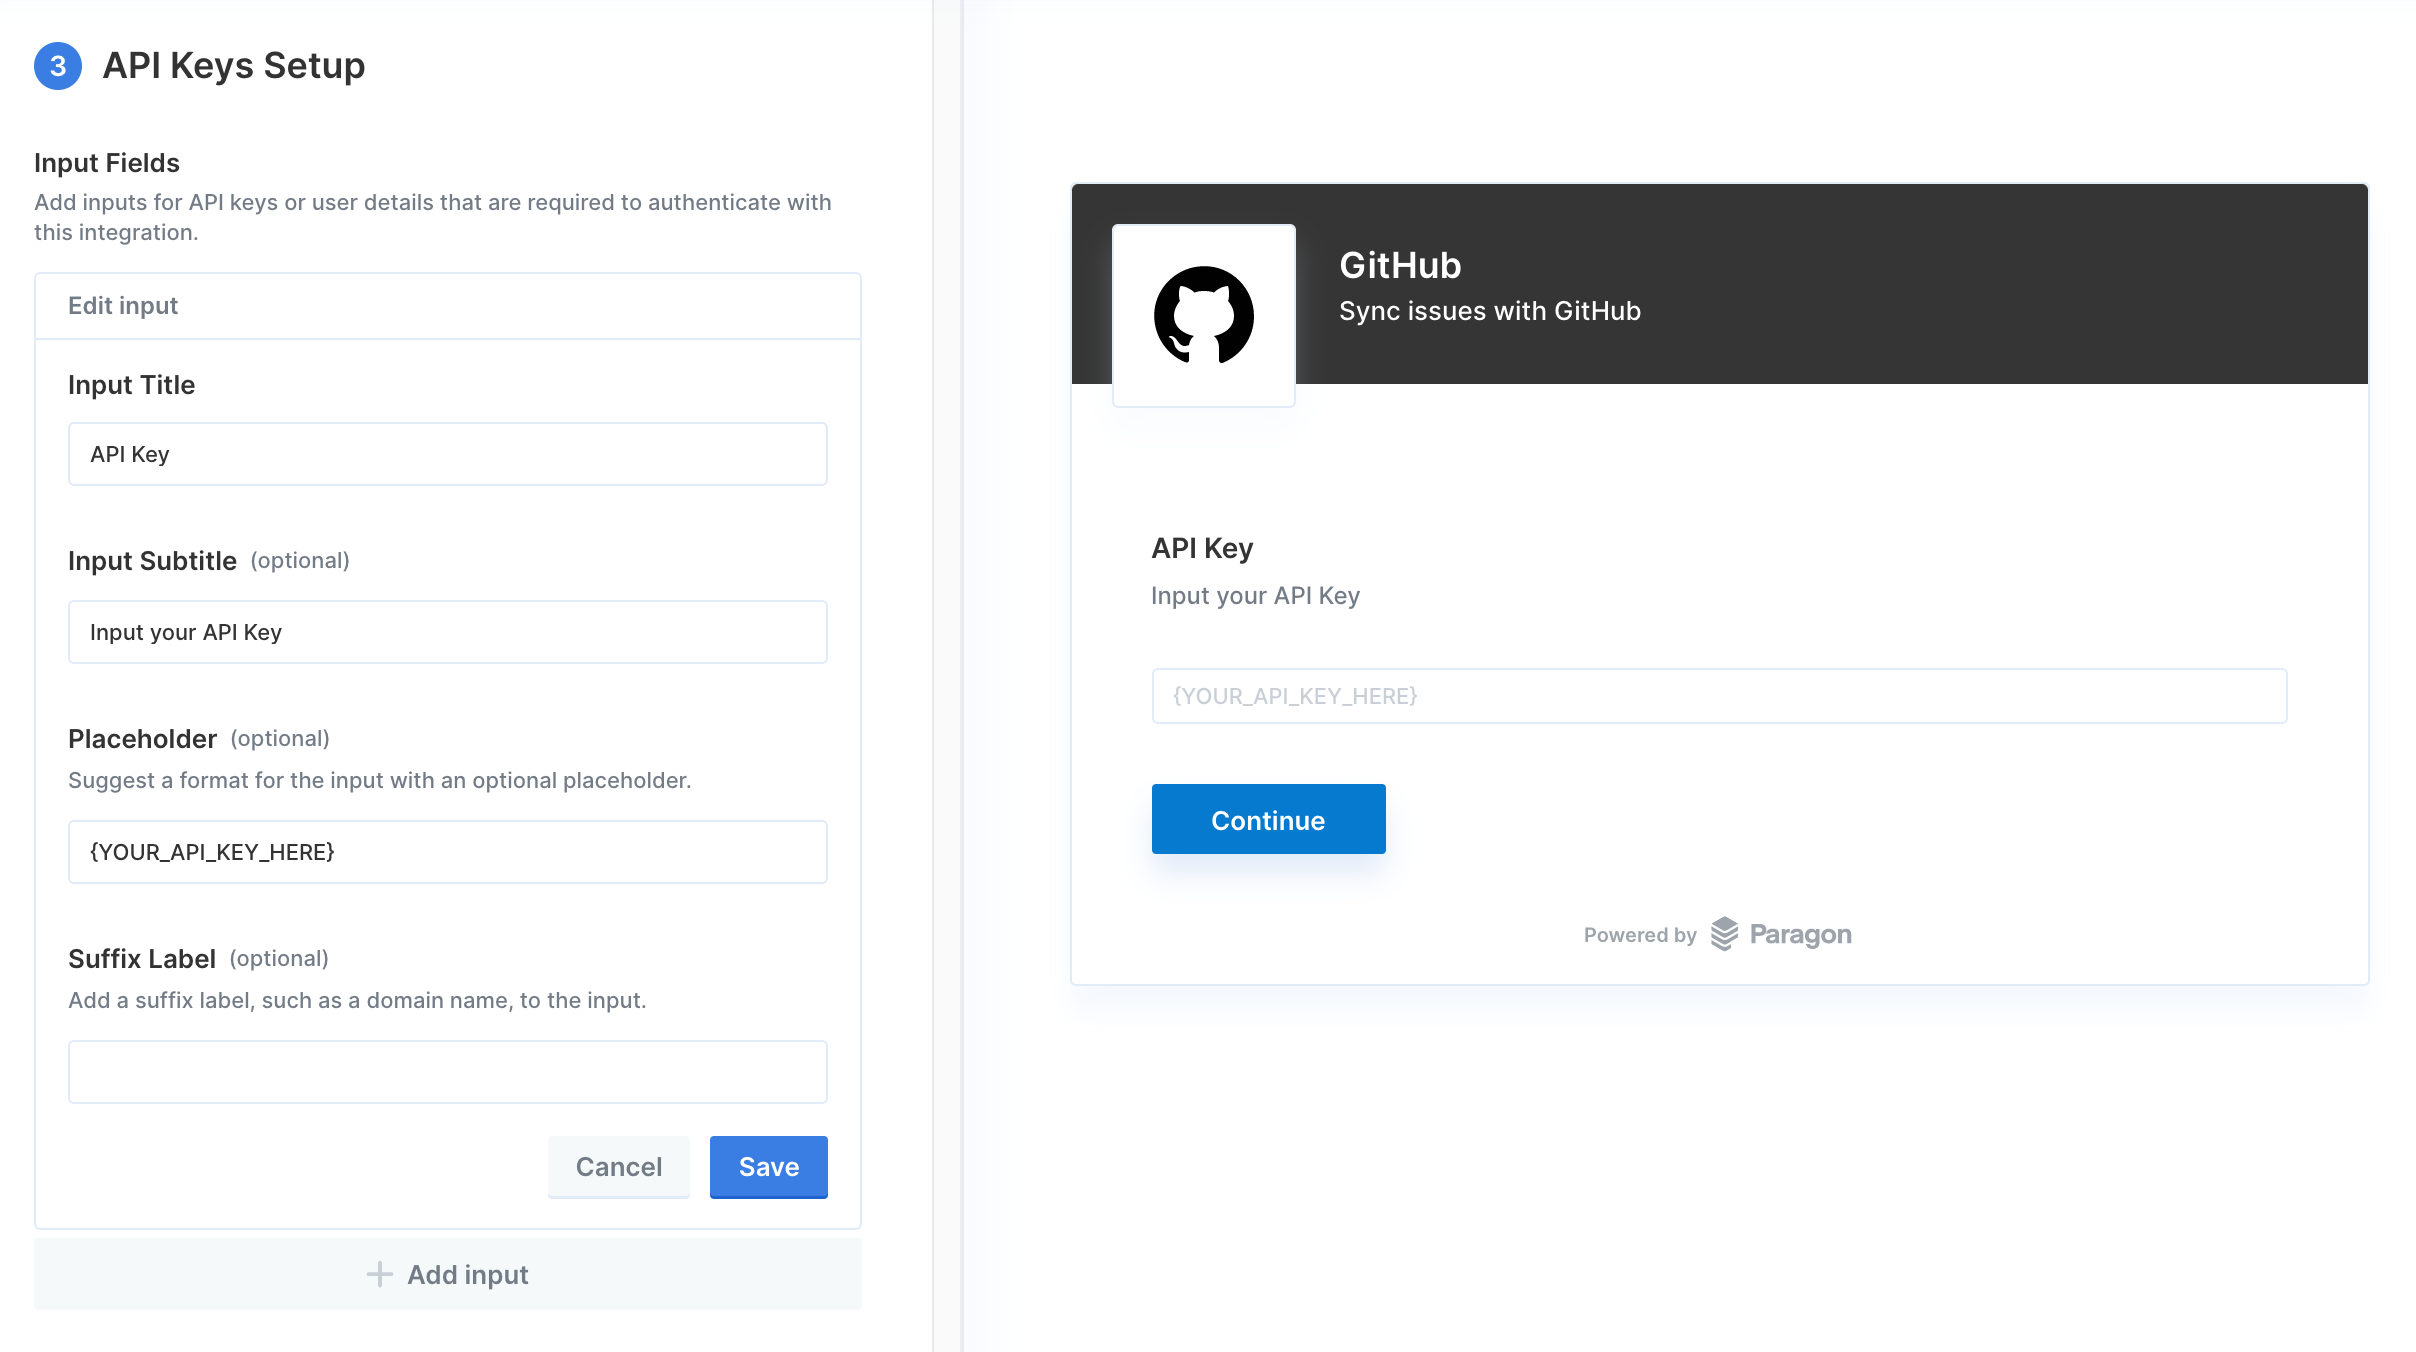 3 API Keys Setup
Input Fields
Add inputs for API keys or user details that are required to authenticate with
this integration.
Edit input
Input Title
API Key
Input Subtitle (optional)
Input your API Key
Placeholder (optional)
Suggest a format for the input with an optional placeholder.
{YOUR_API_KEY_HERE}
Suffix Label (optional)
Add a suffix label, such as a domain name, to the input.
Cancel Save
Add input
GitHub
Sync issues with GitHub
API Key
Input your API Key
{YOUR_API_KEY_HERE}
Continue
Powered by Paragon